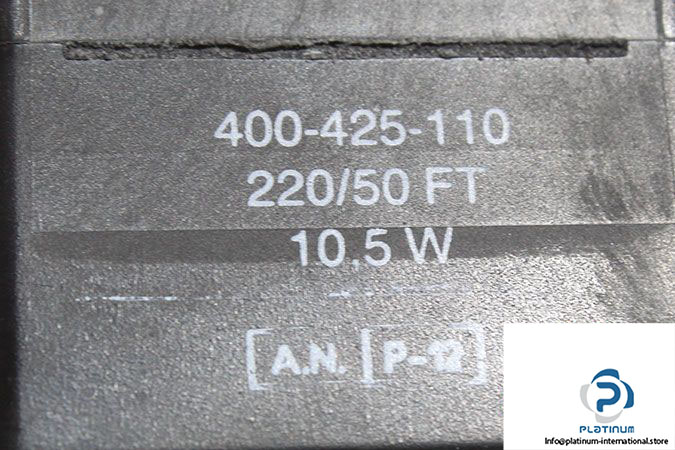 400-425-110
220/50 FT
10,5 W
[A.N.] [P-12]
PLATINUM
Info@platinum-international.store